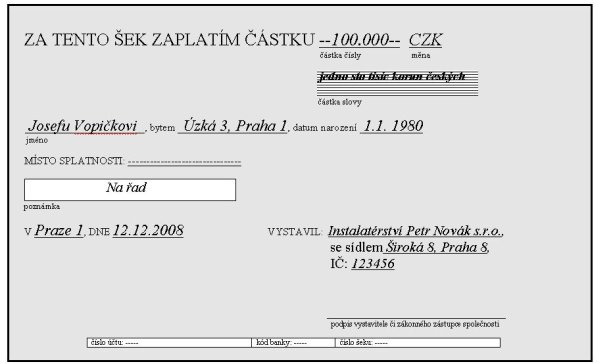 ZA TENTO ŠEK ZAPLATÍM ČÁSTKU --100.000-- CZK
částka čísly měna
jedno sto tisíc korun českých
částka slovy
Josefu Vopičkovi, bytem Úzká 3, Praha 1, datum narození 1.1. 1980
jméno
MÍSTO SPLATNOSTI: --------------------------------
Na řad
poznámka
V Praze 1, DNE 12.12.2008 VYSTAVIL: Instalatérství Petr Novák s.r.o.,
se sídlem Široká 8, Praha 8,
IČ: 123456
podpis vystavitele či zákonného zástupce společnosti
číslo účtu: ----- kód banky: ----- číslo šeku: -----